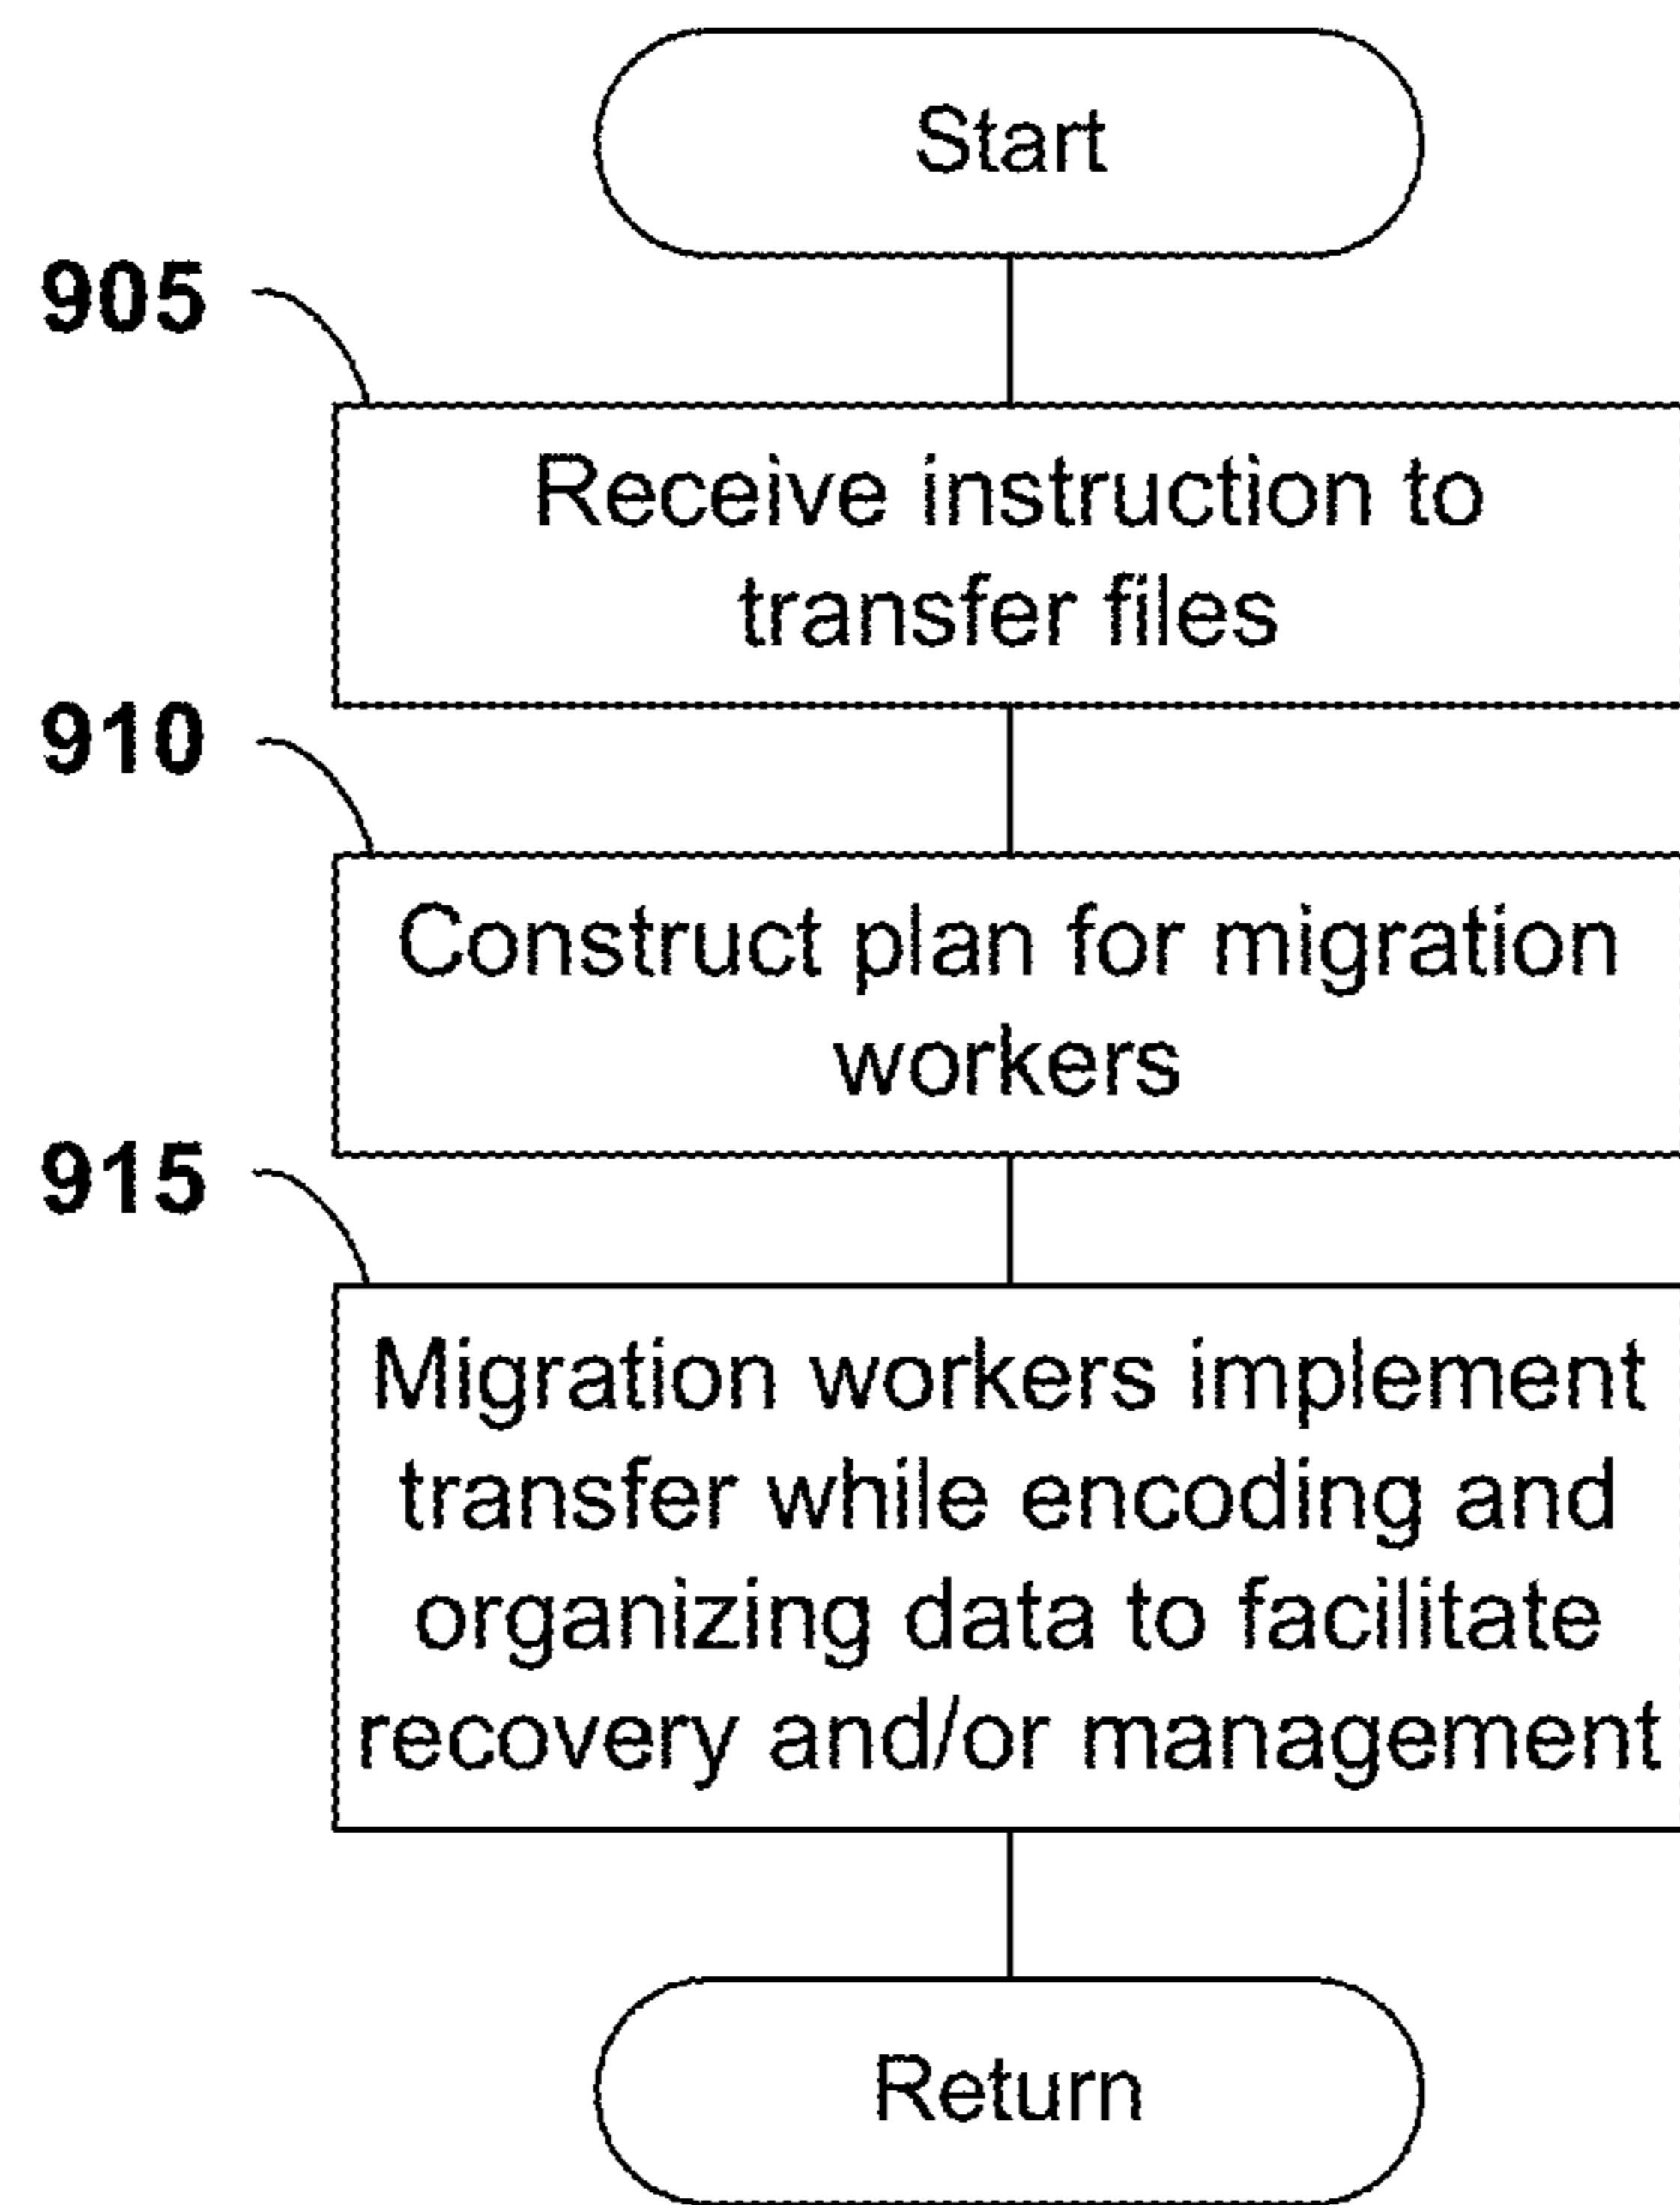 Start
905
Receive instruction to
transfer files
910
Construct plan for migration
workers
915
Migration workers implement
transfer while encoding and
organizing data to facilitate
recovery and/or management
Return